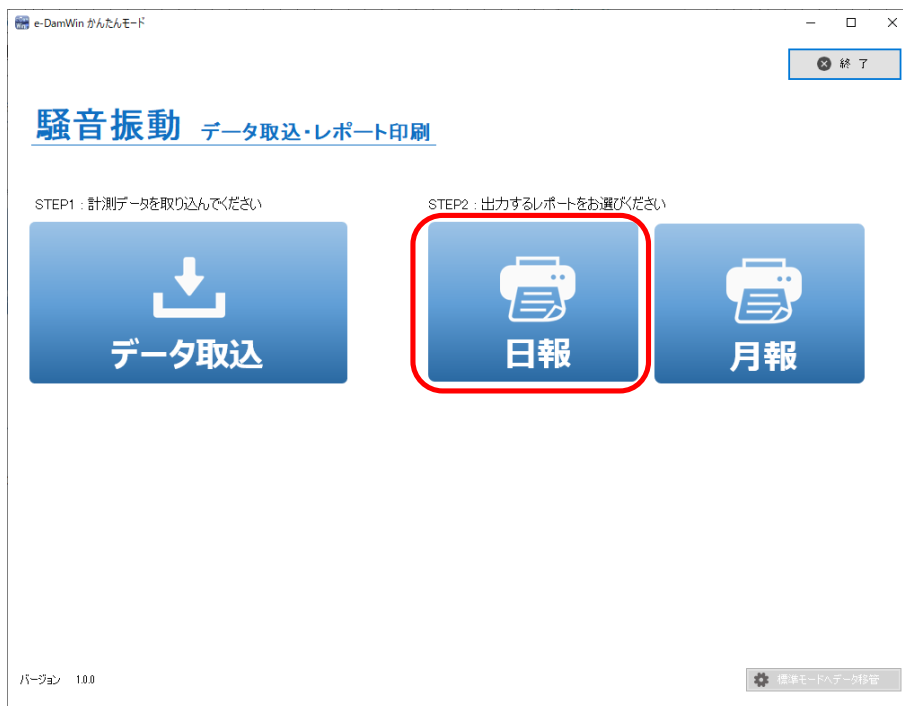 e-DamWin かんたんモード
終 了
騒音振動 データ取込・レポート印刷
STEP1：計測データを取り込んでください
STEP2：出力するレポートをお選びください
データ取込
日報
月報
バージョン 1.0.0
標準モードへデータ移管